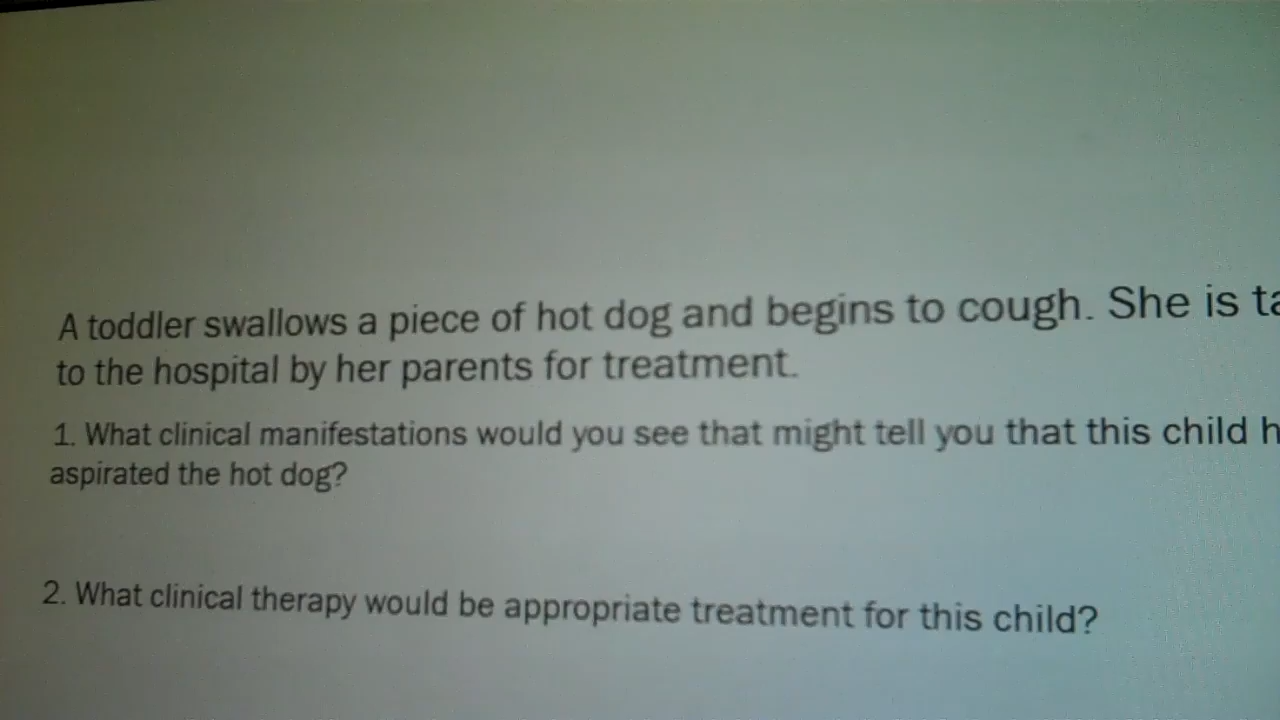 A toddler swallows a piece of hot dog and begins to cough. She is
to the hospital by her parents for treatment.
1. What clinical manifestations would you see that might tell you that this child
aspirated the hot dog?
2. What clinical therapy would be appropriate treatment for this child?